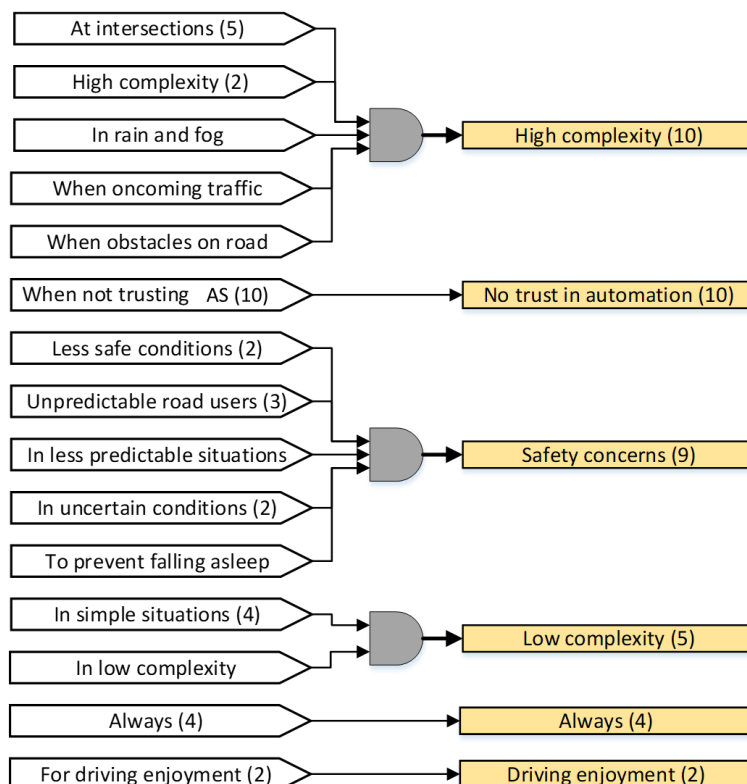 At intersections (5)
High complexity (2)
In rain and fog
High complexity (10)
When oncoming traffic
When obstacles on road
When not trusting AS (10)
No trust in automation (10)
Less safe conditions (2)
Unpredictable road users (3)
In less predictable situations
Safety concerns (9)
In uncertain conditions (2)
To prevent falling asleep
In simple situations (4)
Low complexity (5)
In low complexity
Always (4)
Always (4)
For driving enjoyment (2)
Driving enjoyment (2)